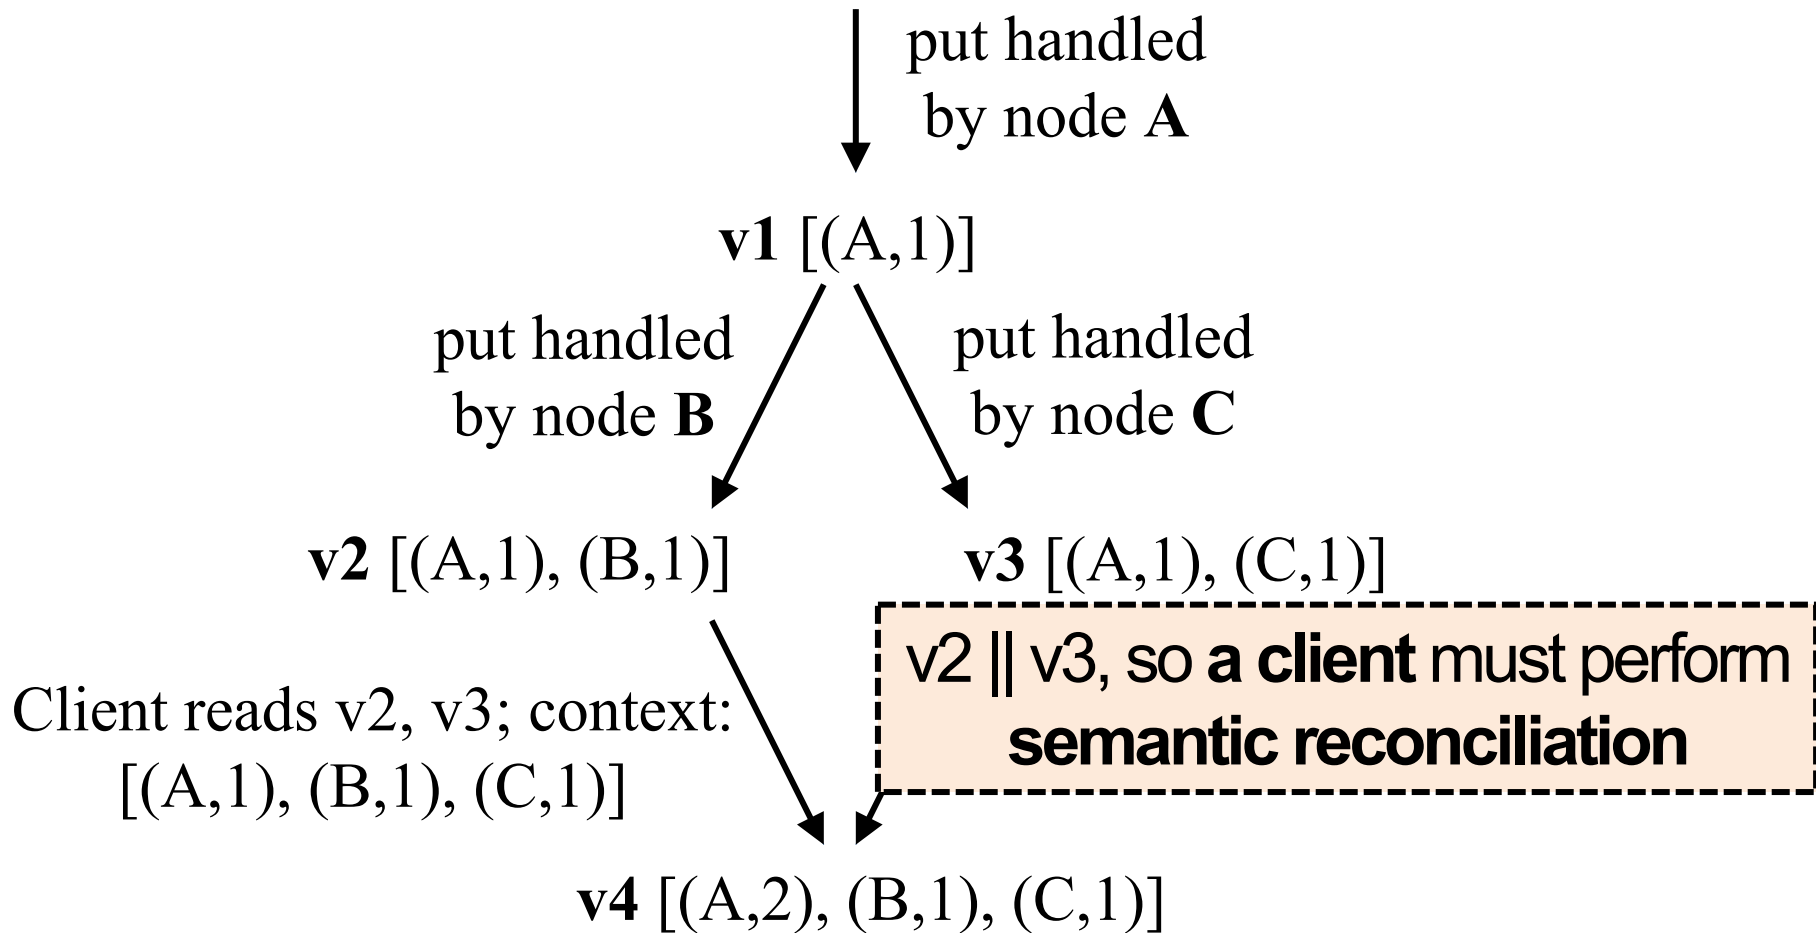 put handled
by node A
v1 [(A,1)]
put handled
by node B
put handled
by node C
v2 [(A,1), (B,1)]
v3 [(A,1), (C,1)]
v2 || v3, so a client must perform
semantic reconciliation
Client reads v2, v3; context:
[(A,1), (B,1), (C,1)]
v4 [(A,2), (B,1), (C,1)]